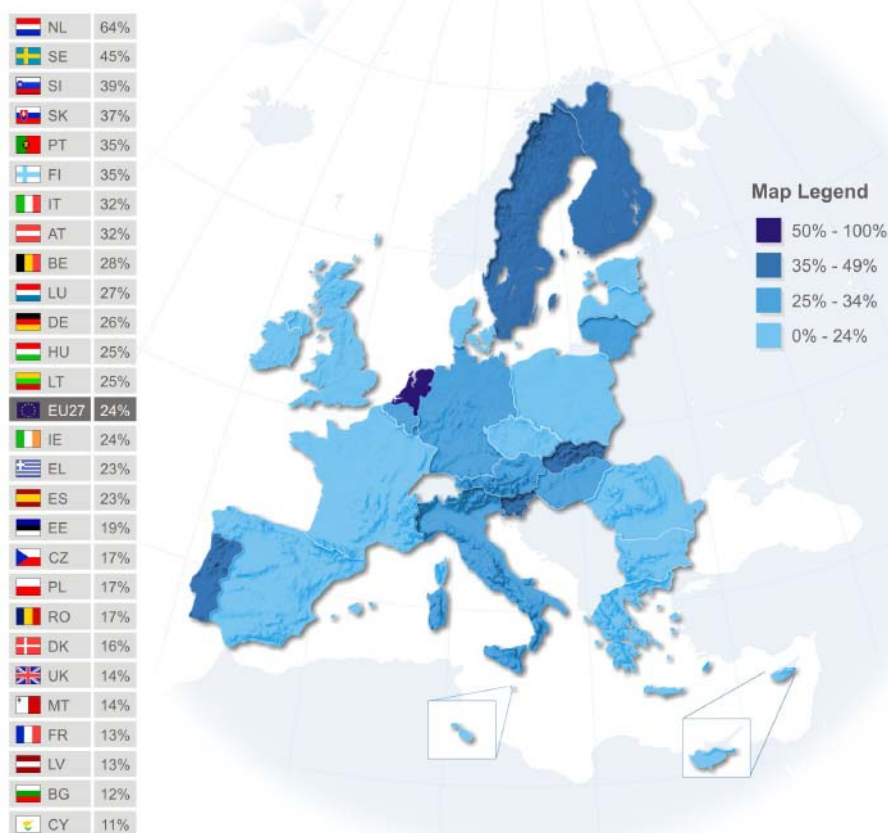 NL 64%
SE 45%
SI 39%
SK 37%
PT 35%
FI 35%
IT 32%
AT 32%
BE 28%
LU 27%
DE 26%
HU 25%
LT 25%
EU27 24%
IE 24%
EL 23%
ES 23%
EE 19%
CZ 17%
PL 17%
RO 17%
DK 16%
UK 14%
MT 14%
FR 13%
LV 13%
BG 12%
CY 11%
Map Legend
50% - 100%
35% - 49%
25% - 34%
0% - 24%